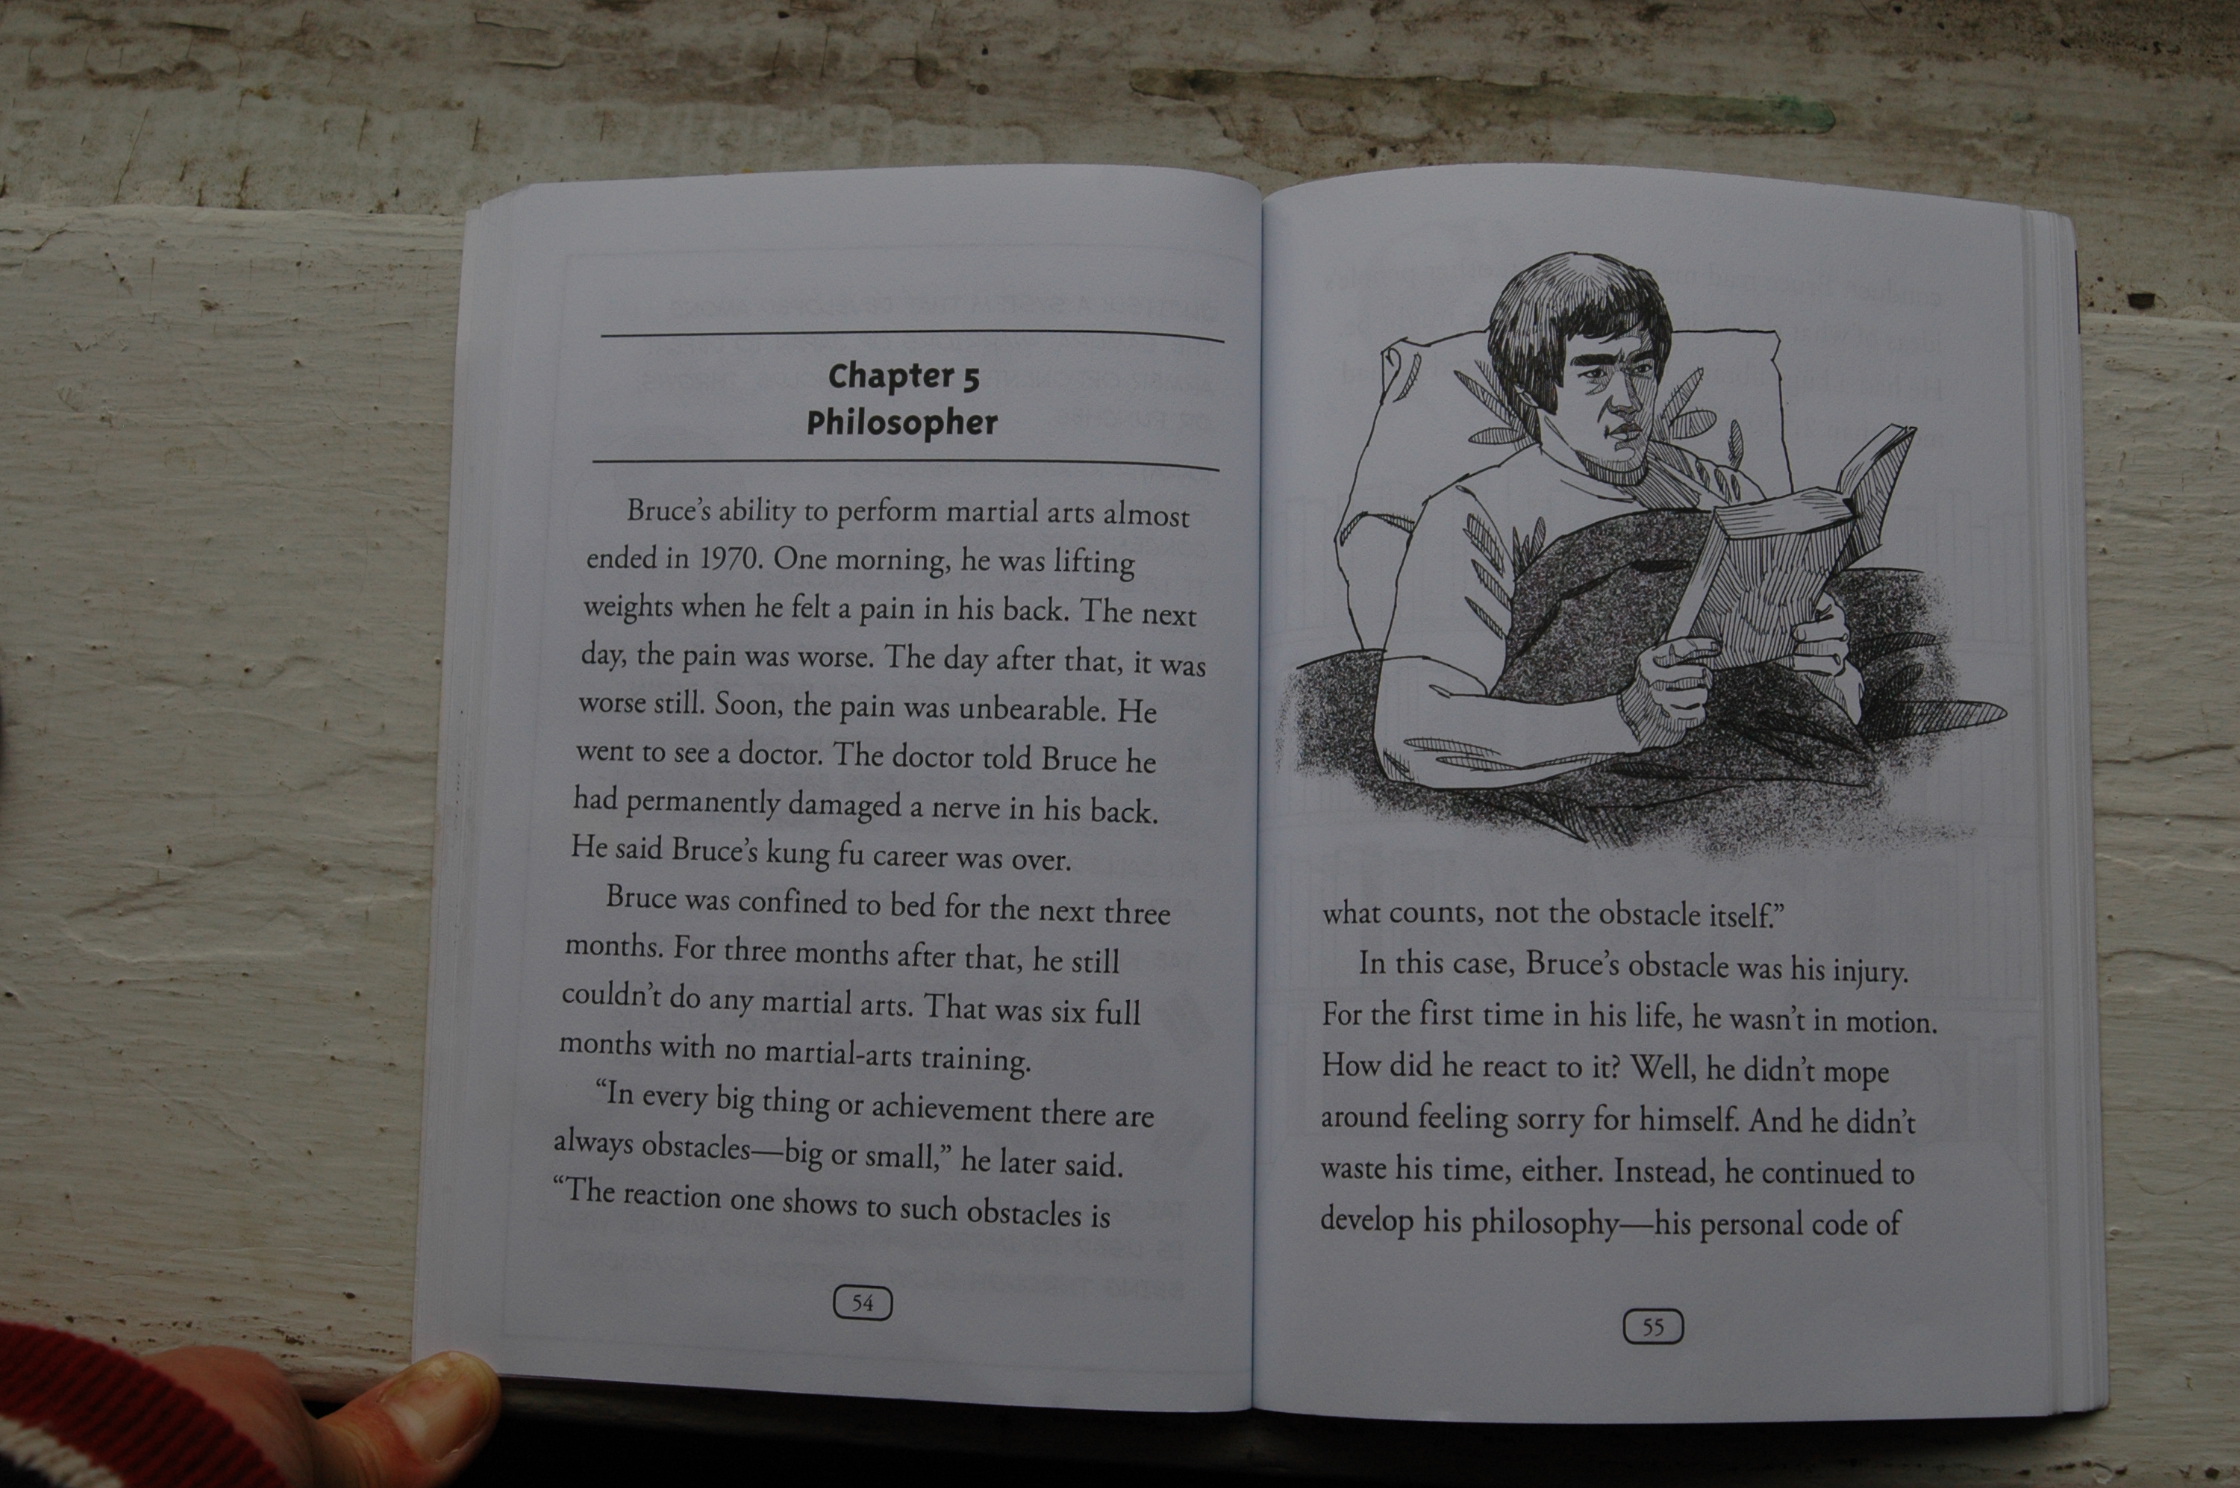 Chapter 5
Philosopher
Bruce’s ability to perform martial arts almost
ended in 1970. One morning, he was lifting
weights when he felt a pain in his back. The next
day, the pain was worse. The day after that, it was
worse still. Soon, the pain was unbearable. He
went to see a doctor. The doctor told Bruce he
had permanently damaged a nerve in his back.
He said Bruce’s kung fu career was over.
Bruce was confined to bed for the next three
months. For three months after that, he still
couldn’t do any martial arts. That was six full
months with no martial-arts training.
“In every big thing or achievement there are
always obstacles—big or small,” he later said.
“The reaction one shows to such obstacles is
54
what counts, not the obstacle itself.”
In this case, Bruce’s obstacle was his injury.
For the first time in his life, he wasn’t in motion.
How did he react to it? Well, he didn’t mope
around feeling sorry for himself. And he didn’t
waste his time, either. Instead, he continued to
develop his philosophy—his personal code of
55